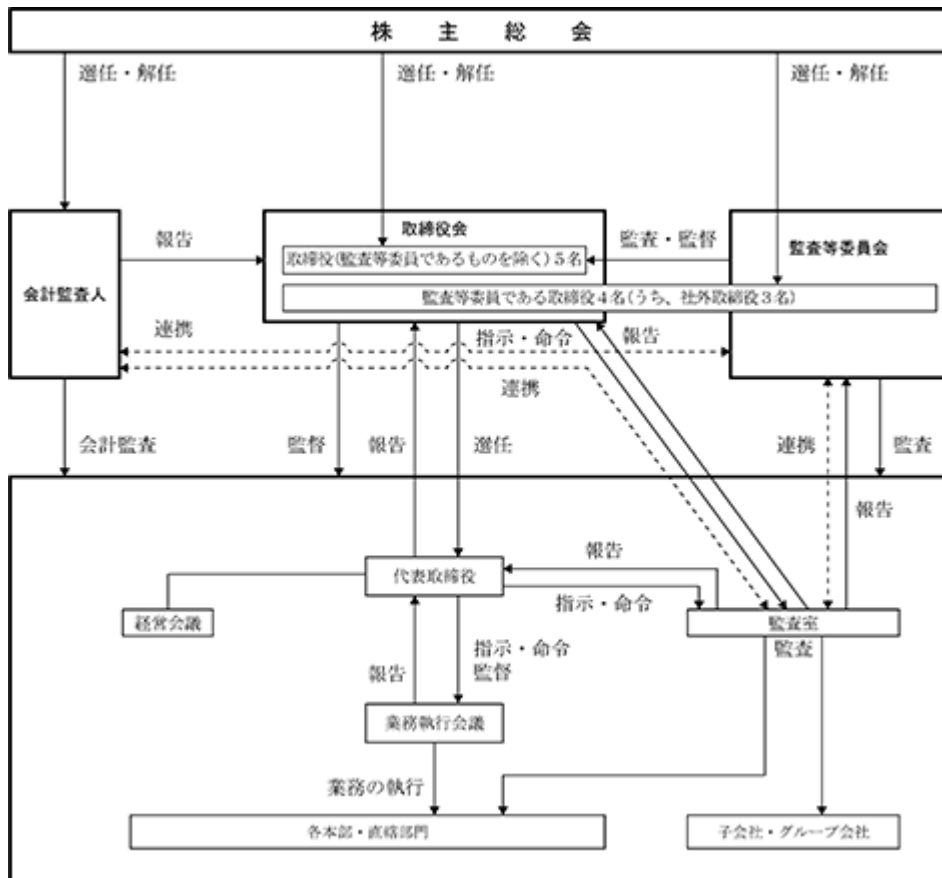 株主総会
選任・解任
選任・解任
選任・解任
取締役会
監査等委員会
会計監査人
報告
監査・監督
取締役(監査等委員であるものを除く)5名
監査等委員である取締役4名(うち、社外取締役3名)
連携
指示・命令
報告
連携
会計監査
監督
報告
選任
連携
監査
報告
報告
代表取締役
指示・命令
経営会議
監査室
監査
指示・命令
監督
報告
業務執行会議
業務の執行
各本部・直轄部門
子会社・グループ会社